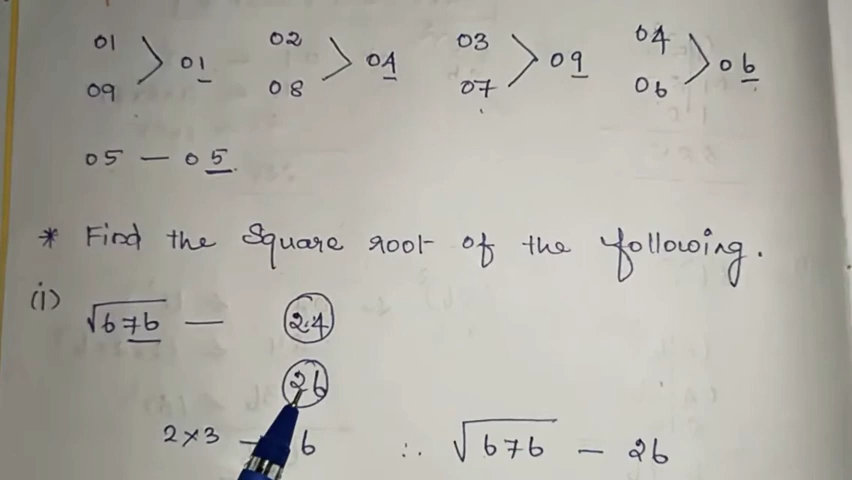 01 02 03 04
> 01 > 04 > 09 > 06
09 08 07 06
05 — 05
* Find the Square root of the following.
(i) √676 — 24
26
2×3 — 6 ∴ √676 — 26